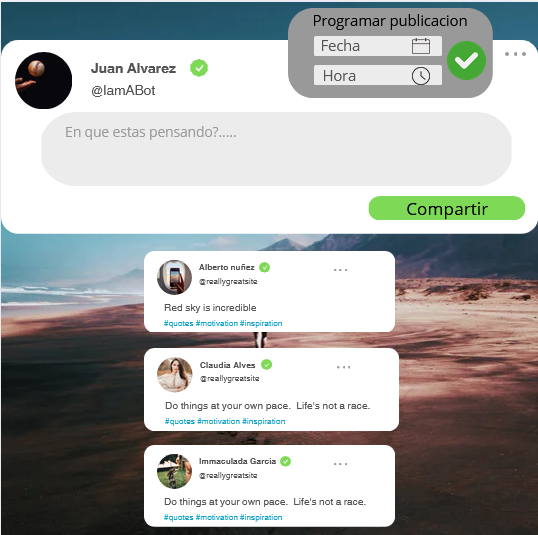 Programar publicacion
Fecha
Hora
Juan Alvarez
@IamABot
En que estas pensando?.....
Compartir
Alberto nuñez
@reallygreatsite
Red sky is incredible
#quotes #motivation #inspiration
Claudia Alves
@reallygreatsite
Do things at your own pace. Life's not a race.
#quotes #motivation #inspiration
Immaculada Garcia
@reallygreatsite
Do things at your own pace. Life's not a race.
#quotes #motivation #inspiration